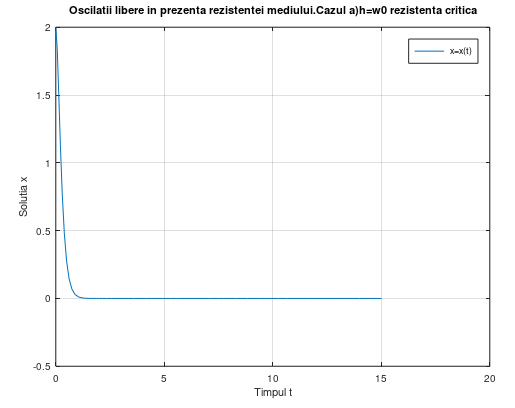 Oscilatii libere in prezenta rezistentei mediului.Cazul a)h=w0 rezistenta critica
x=x(t)
2
1.5
1
0.5
0
-0.5
Solutia x
0 5 10 15 20
Timpul t